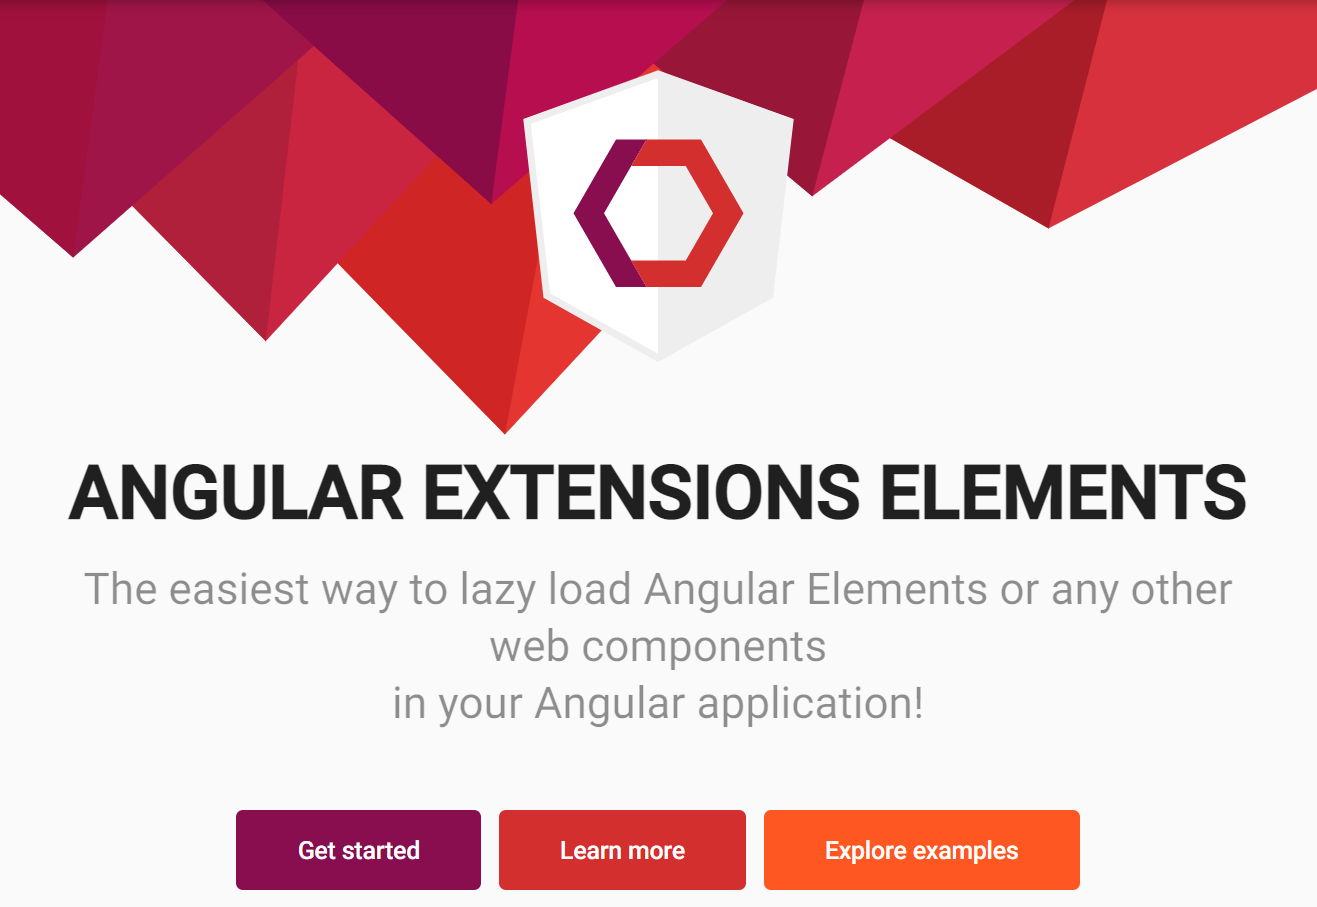 ANGULAR EXTENSIONS ELEMENTS
The easiest way to lazy load Angular Elements or any other
web components
in your Angular application!
Get started
Learn more
Explore examples